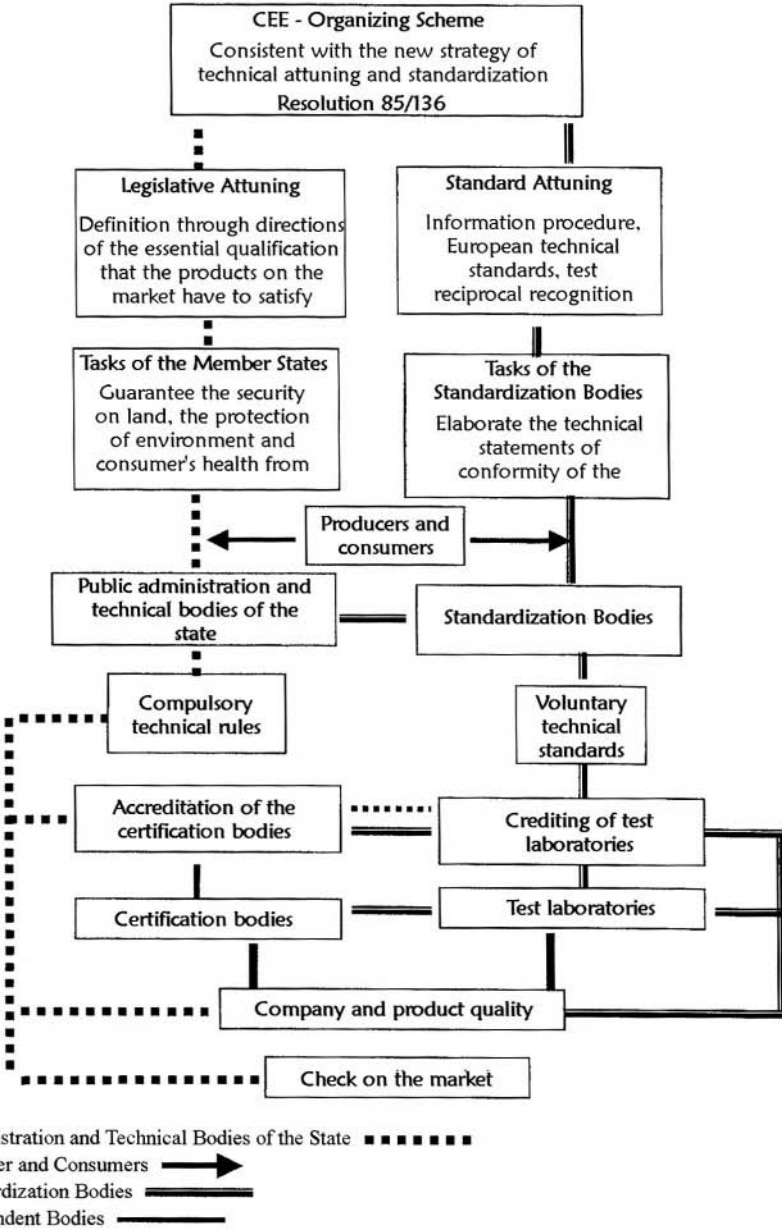 CEE - Organizing Scheme
Consistent with the new strategy of
technical attuning and standardization
Resolution 85/136
Legislative Attuning
Definition through directions
of the essential qualification
that the products on the
market have to satisfy
Standard Attuning
Information procedure,
European technical
standards, test
reciprocal recognition
Tasks of the Member States
Guarantee the security
on land, the protection
of environment and
consumer's health from
Tasks of the
Standardization Bodies
Elaborate the technical
statements of
conformity of the
Producers and
consumers
Public administration and
technical bodies of the
state
Standardization Bodies
Compulsory
technical rules
Voluntary
technical
standards
Accreditation of the
certification bodies
Crediting of test
laboratories
Certification bodies
Test laboratories
Company and product quality
Check on the market
stration and Technical Bodies of the State
er and Consumers
rdization Bodies
ndent Bodies